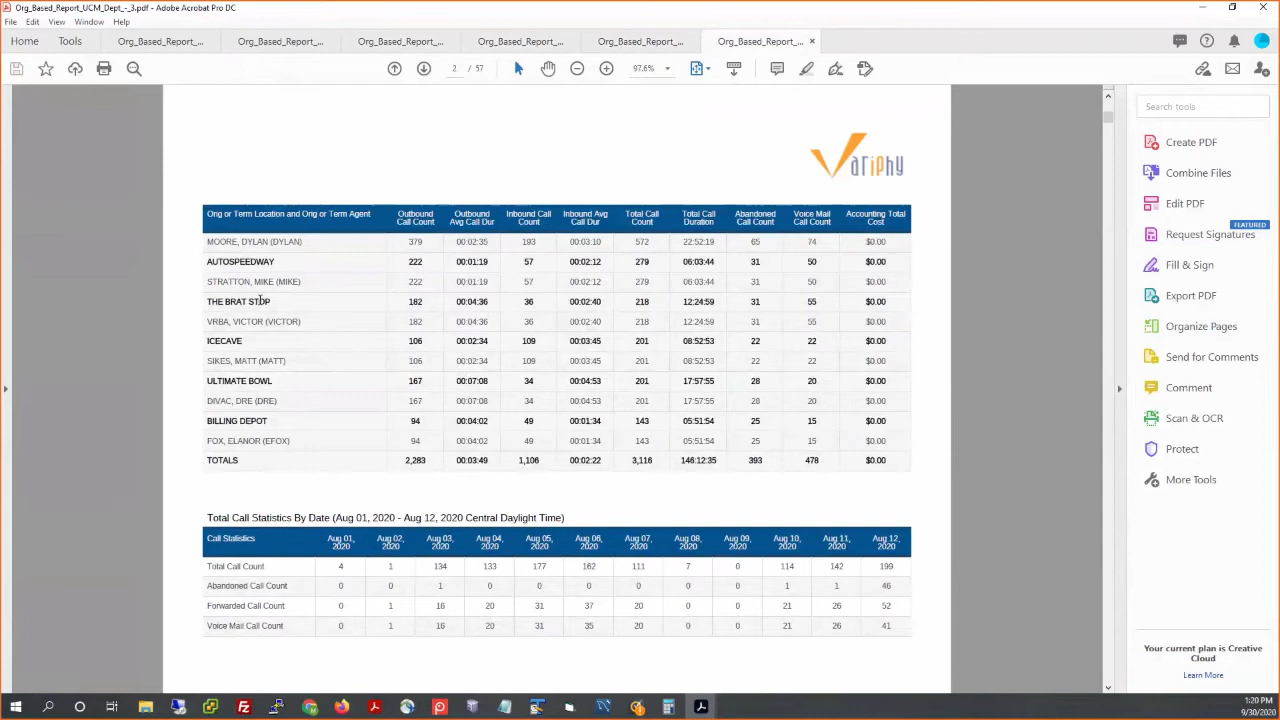 Org_Based_Report_UCM_Dept_-_3.pdf - Adobe Acrobat Pro DC
File Edit View Window Help
Home Tools Org_Based_Report_... Org_Based_Report_... Org_Based_Report_... Org_Based_Report_... Org_Based_Report_... Org_Based_Report_... ×
2 / 57 97.6%
Search tools
Create PDF
Combine Files
Edit PDF
FEATURED
Request Signatures
Fill & Sign
Export PDF
Organize Pages
Send for Comments
Comment
Scan & OCR
Protect
More Tools
Your current plan is Creative
Cloud
Learn More
Variphy
Orig or Term Location and Orig or Term Agent Outbound Call Count Outbound Avg Call Dur Inbound Call Count Inbound Avg Call Dur Total Call Count Total Call Duration Abandoned Call Count Voice Mail Call Count Accounting Total Cost
MOORE, DYLAN (DYLAN) 379 00:02:35 193 00:03:10 572 22:52:19 65 74 $0.00
AUTOSPEEDWAY 222 00:01:19 57 00:02:12 279 06:03:44 31 50 $0.00
STRATTON, MIKE (MIKE) 222 00:01:19 57 00:02:12 279 06:03:44 31 50 $0.00
THE BRAT STOP 182 00:04:36 36 00:02:40 218 12:24:59 31 55 $0.00
VRBA, VICTOR (VICTOR) 182 00:04:36 36 00:02:40 218 12:24:59 31 55 $0.00
ICECAVE 106 00:02:34 109 00:03:45 201 08:52:53 22 22 $0.00
SIKES, MATT (MATT) 106 00:02:34 109 00:03:45 201 08:52:53 22 22 $0.00
ULTIMATE BOWL 167 00:07:08 34 00:04:53 201 17:57:55 28 20 $0.00
DIVAC, DRE (DRE) 167 00:07:08 34 00:04:53 201 17:57:55 28 20 $0.00
BILLING DEPOT 94 00:04:02 49 00:01:34 143 05:51:54 25 15 $0.00
FOX, ELANOR (EFOX) 94 00:04:02 49 00:01:34 143 05:51:54 25 15 $0.00
TOTALS 2,283 00:03:49 1,106 00:02:22 3,116 146:12:35 393 478 $0.00
Total Call Statistics By Date (Aug 01, 2020 - Aug 12, 2020 Central Daylight Time)
Call Statistics Aug 01, 2020 Aug 02, 2020 Aug 03, 2020 Aug 04, 2020 Aug 05, 2020 Aug 06, 2020 Aug 07, 2020 Aug 08, 2020 Aug 09, 2020 Aug 10, 2020 Aug 11, 2020 Aug 12, 2020
Total Call Count 4 1 134 133 177 162 111 7 0 114 142 199
Abandoned Call Count 0 0 1 0 0 0 0 0 0 1 1 46
Forwarded Call Count 0 1 16 20 31 37 20 0 0 21 26 52
Voice Mail Call Count 0 1 16 20 31 35 20 0 0 21 26 41
1:20 PM
9/30/2020